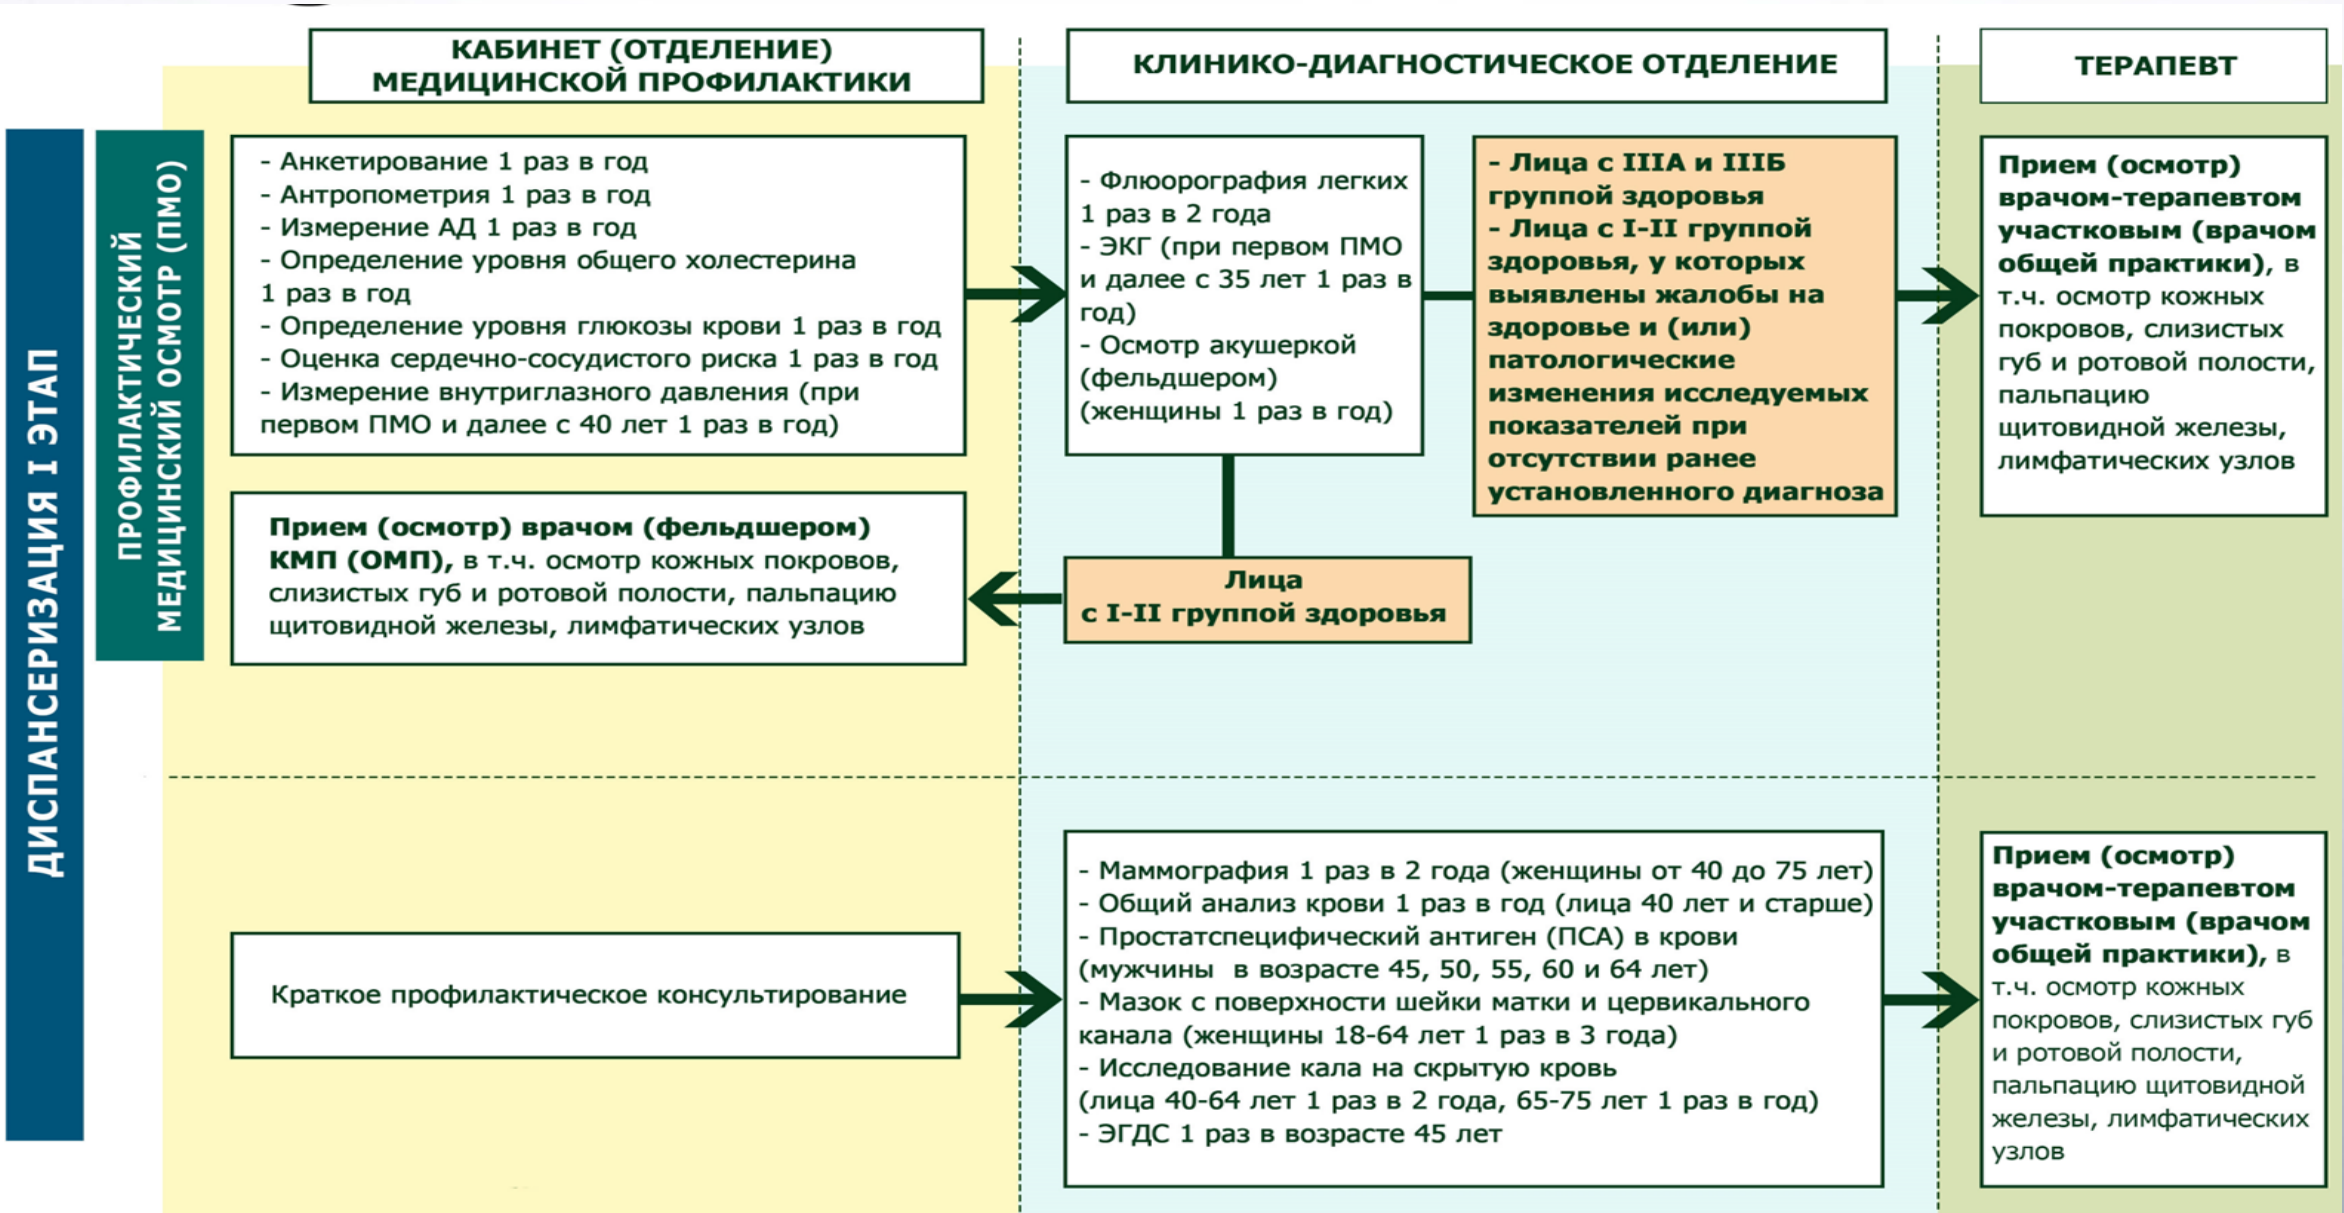 КАБИНЕТ (ОТДЕЛЕНИЕ)
МЕДИЦИНСКОЙ ПРОФИЛАКТИКИ
КЛИНИКО-ДИАГНОСТИЧЕСКОЕ ОТДЕЛЕНИЕ
ТЕРАПЕВТ
ДИСПАНСЕРИЗАЦИЯ I ЭТАП
ПРОФИЛАКТИЧЕСКИЙ
МЕДИЦИНСКИЙ ОСМОТР (ПМО)
- Анкетирование 1 раз в год
- Антропометрия 1 раз в год
- Измерение АД 1 раз в год
- Определение уровня общего холестерина
1 раз в год
- Определение уровня глюкозы крови 1 раз в год
- Оценка сердечно-сосудистого риска 1 раз в год
- Измерение внутриглазного давления (при
первом ПМО и далее с 40 лет 1 раз в год)
- Флюорография легких
1 раз в 2 года
- ЭКГ (при первом ПМО
и далее с 35 лет 1 раз в
год)
- Осмотр акушеркой
(фельдшером)
(женщины 1 раз в год)
- Лица с IIIА и IIIБ
группой здоровья
- Лица с I-II группой
здоровья, у которых
выявлены жалобы на
здоровье и (или)
патологические
изменения исследуемых
показателей при
отсутствии ранее
установленного диагноза
Прием (осмотр)
врачом-терапевтом
участковым (врачом
общей практики), в
т.ч. осмотр кожных
покровов, слизистых
губ и ротовой полости,
пальпацию
щитовидной железы,
лимфатических узлов
Прием (осмотр) врачом (фельдшером)
КМП (ОМП), в т.ч. осмотр кожных покровов,
слизистых губ и ротовой полости, пальпацию
щитовидной железы, лимфатических узлов
Лица
с I-II группой здоровья
Краткое профилактическое консультирование
- Маммография 1 раз в 2 года (женщины от 40 до 75 лет)
- Общий анализ крови 1 раз в год (лица 40 лет и старше)
- Простатспецифический антиген (ПСА) в крови
(мужчины в возрасте 45, 50, 55, 60 и 64 лет)
- Мазок с поверхности шейки матки и цервикального
канала (женщины 18-64 лет 1 раз в 3 года)
- Исследование кала на скрытую кровь
(лица 40-64 лет 1 раз в 2 года, 65-75 лет 1 раз в год)
- ЭГДС 1 раз в возрасте 45 лет
Прием (осмотр)
врачом-терапевтом
участковым (врачом
общей практики), в
т.ч. осмотр кожных
покровов, слизистых губ
и ротовой полости,
пальпацию щитовидной
железы, лимфатических
узлов